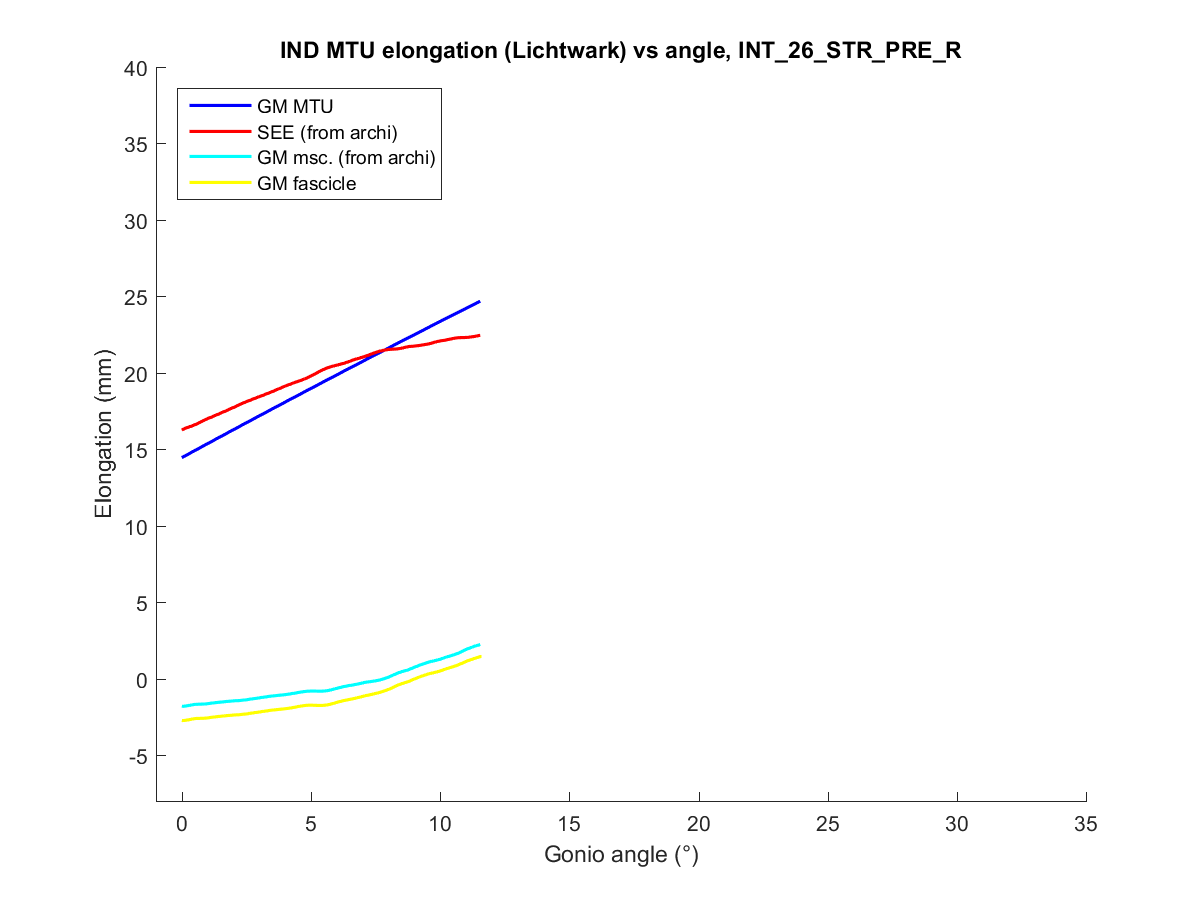 IND MTU elongation (Lichtwark) vs angle, INT_26_STR_PRE_R
40
35
30
25
20
15
10
5
0
-5
Elongation (mm)
GM MTU
SEE (from archi)
GM msc. (from archi)
GM fascicle
0 5 10 15 20 25 30 35
Gonio angle (°)